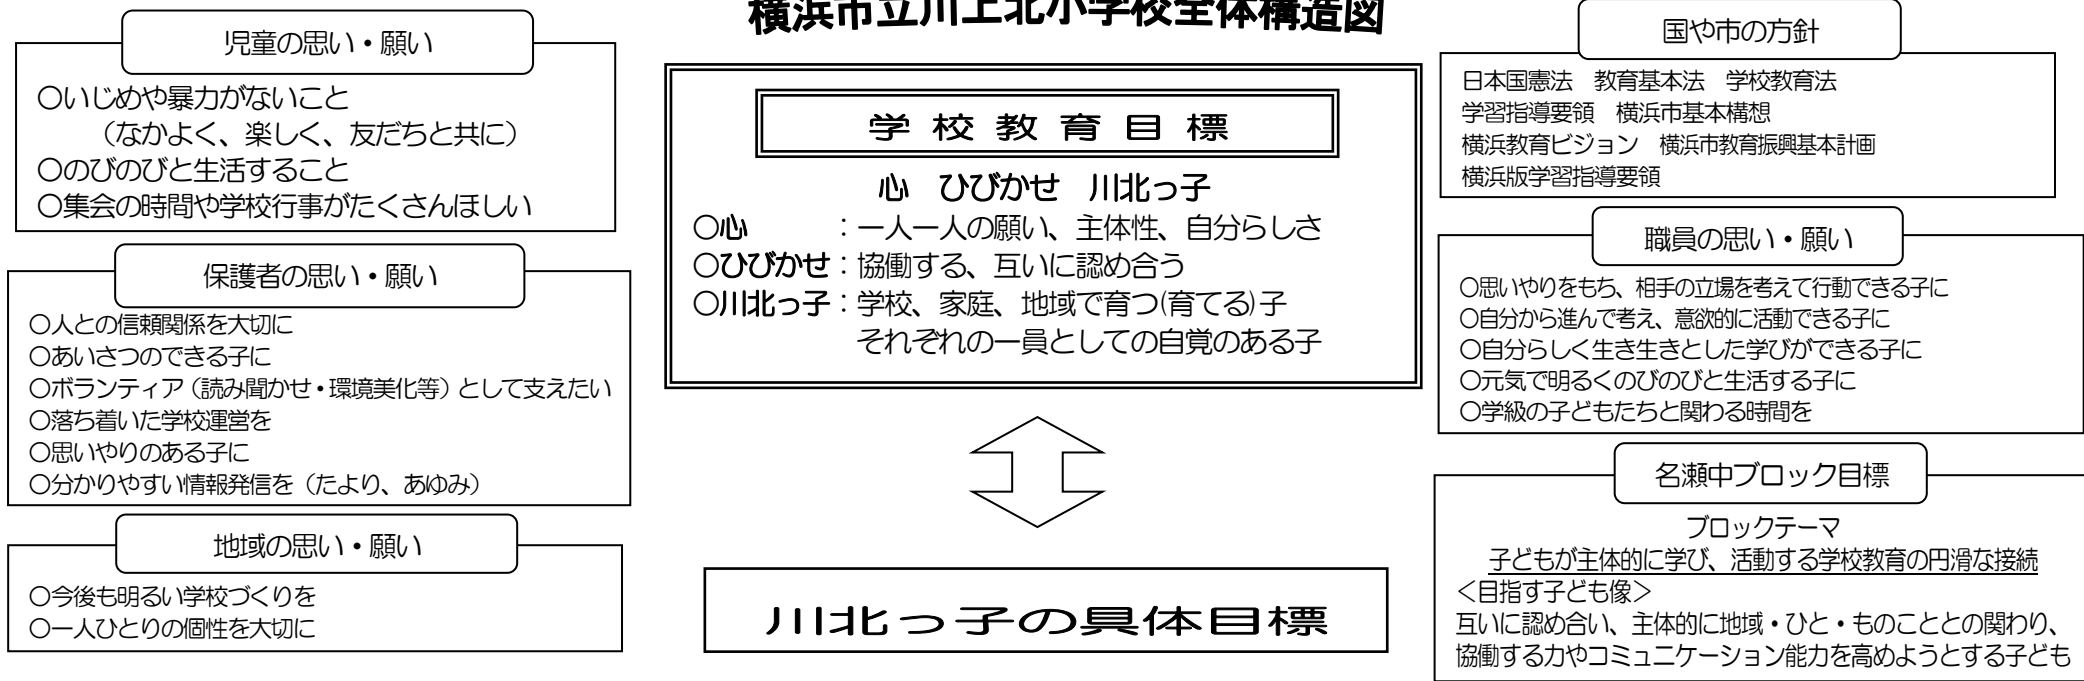 横浜市立川上北小学校全体構造図
児童の思い・願い
〇いじめや暴力がないこと
（なかよく、楽しく、友だちと共に）
〇のびのびと生活すること
〇集会の時間や学校行事がたくさんほしい
保護者の思い・願い
〇人との信頼関係を大切に
〇あいさつのできる子に
〇ボランティア（読み聞かせ・環境美化等）として支えたい
〇落ち着いた学校運営を
〇思いやりのある子に
〇分かりやすい情報発信を（たより、あゆみ）
地域の思い・願い
〇今後も明るい学校づくりを
〇一人ひとりの個性を大切に
学校教育目標
心　ひびかせ　川北っ子
〇心　　　：一人一人の願い、主体性、自分らしさ
〇ひびかせ：協働する、互いに認め合う
〇川北っ子：学校、家庭、地域で育つ(育てる)子
それぞれの一員としての自覚のある子
川北っ子の具体目標
国や市の方針
日本国憲法　教育基本法　学校教育法
学習指導要領　横浜市基本構想
横浜教育ビジョン　横浜市教育振興基本計画
横浜版学習指導要領
職員の思い・願い
〇思いやりをもち、相手の立場を考えて行動できる子に
〇自分から進んで考え、意欲的に活動できる子に
〇自分らしく生き生きとした学びができる子に
〇元気で明るくのびのびと生活する子に
〇学級の子どもたちと関わる時間を
名瀬中ブロック目標
ブロックテーマ
子どもが主体的に学び、活動する学校教育の円滑な接続
＜目指す子ども像＞
互いに認め合い、主体的に地域・ひと・ものこととの関わり、
協働する力やコミュニケーション能力を高めようとする子ども